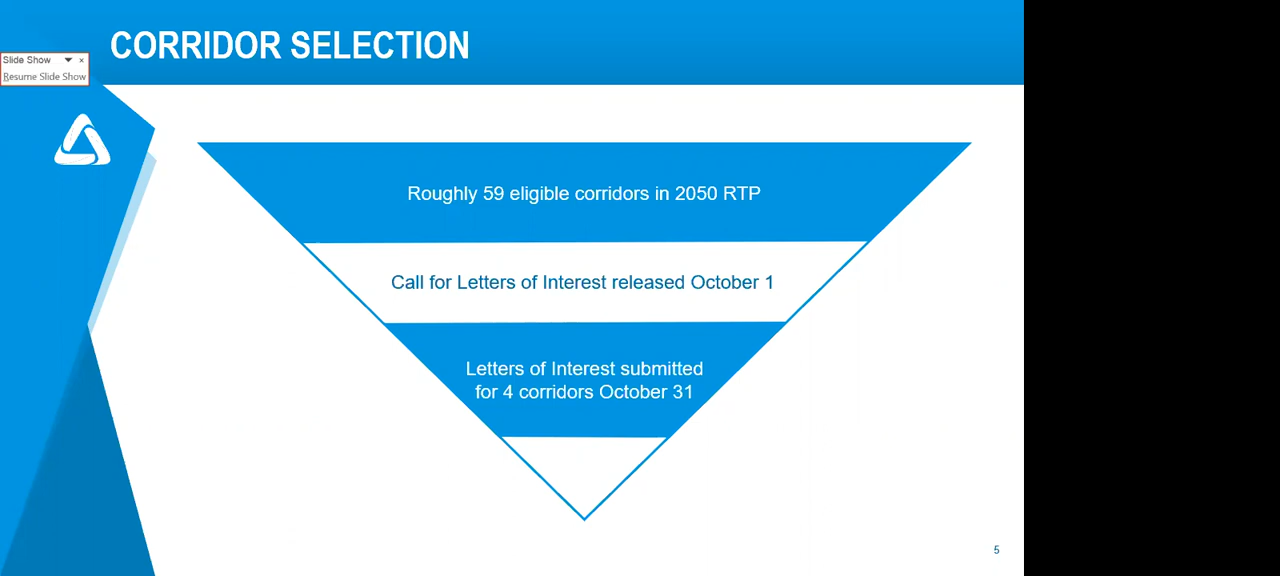 CORRIDOR SELECTION
Slide Show
Resume Slide Show
Roughly 59 eligible corridors in 2050 RTP
Call for Letters of Interest released October 1
Letters of Interest submitted
for 4 corridors October 31
5